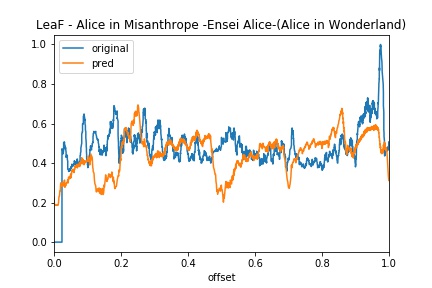 LeaF - Alice in Misanthrope -Ensei Alice-(Alice in Wonderland)
original
pred
1.0
0.8
0.6
0.4
0.2
0.0
0.0 0.2 0.4 0.6 0.8 1.0
offset